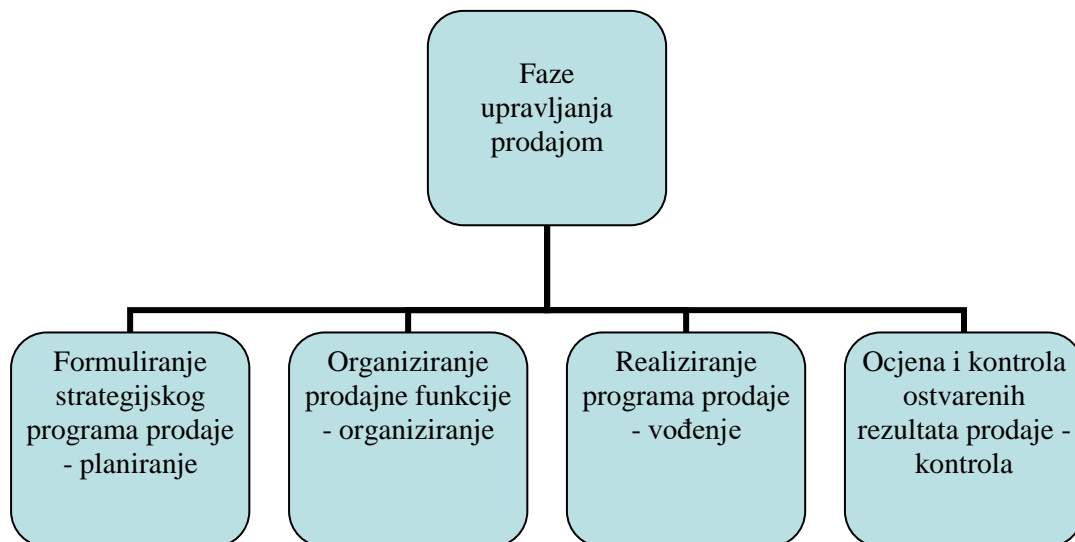 Faze
upravljanja
prodajom
Formuliranje
strategijskog
programa prodaje
- planiranje
Organiziranje
prodajne funkcije
- organiziranje
Realiziranje
programa prodaje
- vođenje
Ocjena i kontrola
ostvarenih
rezultata prodaje -
kontrola